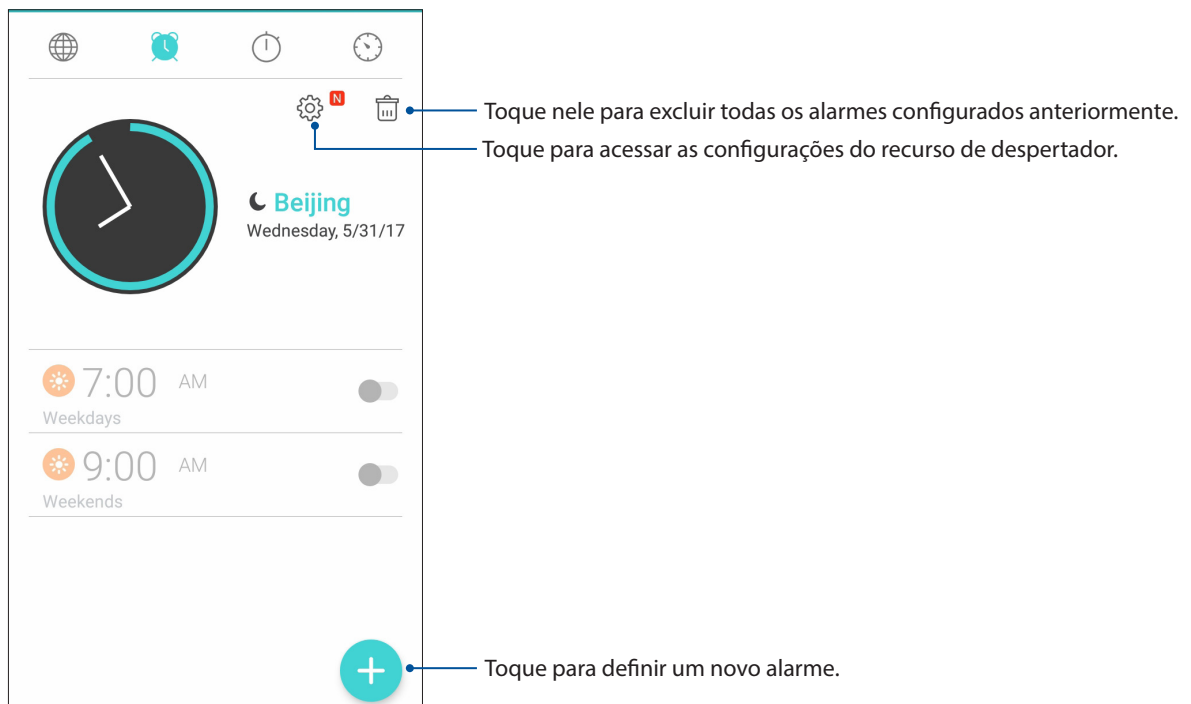 N
Toque nele para excluir todas os alarmes configurados anteriormente.
Toque para acessar as configurações do recurso de despertador.
Beijing
Wednesday, 5/31/17
7:00 AM
Weekdays
9:00 AM
Weekends
Toque para definir um novo alarme.